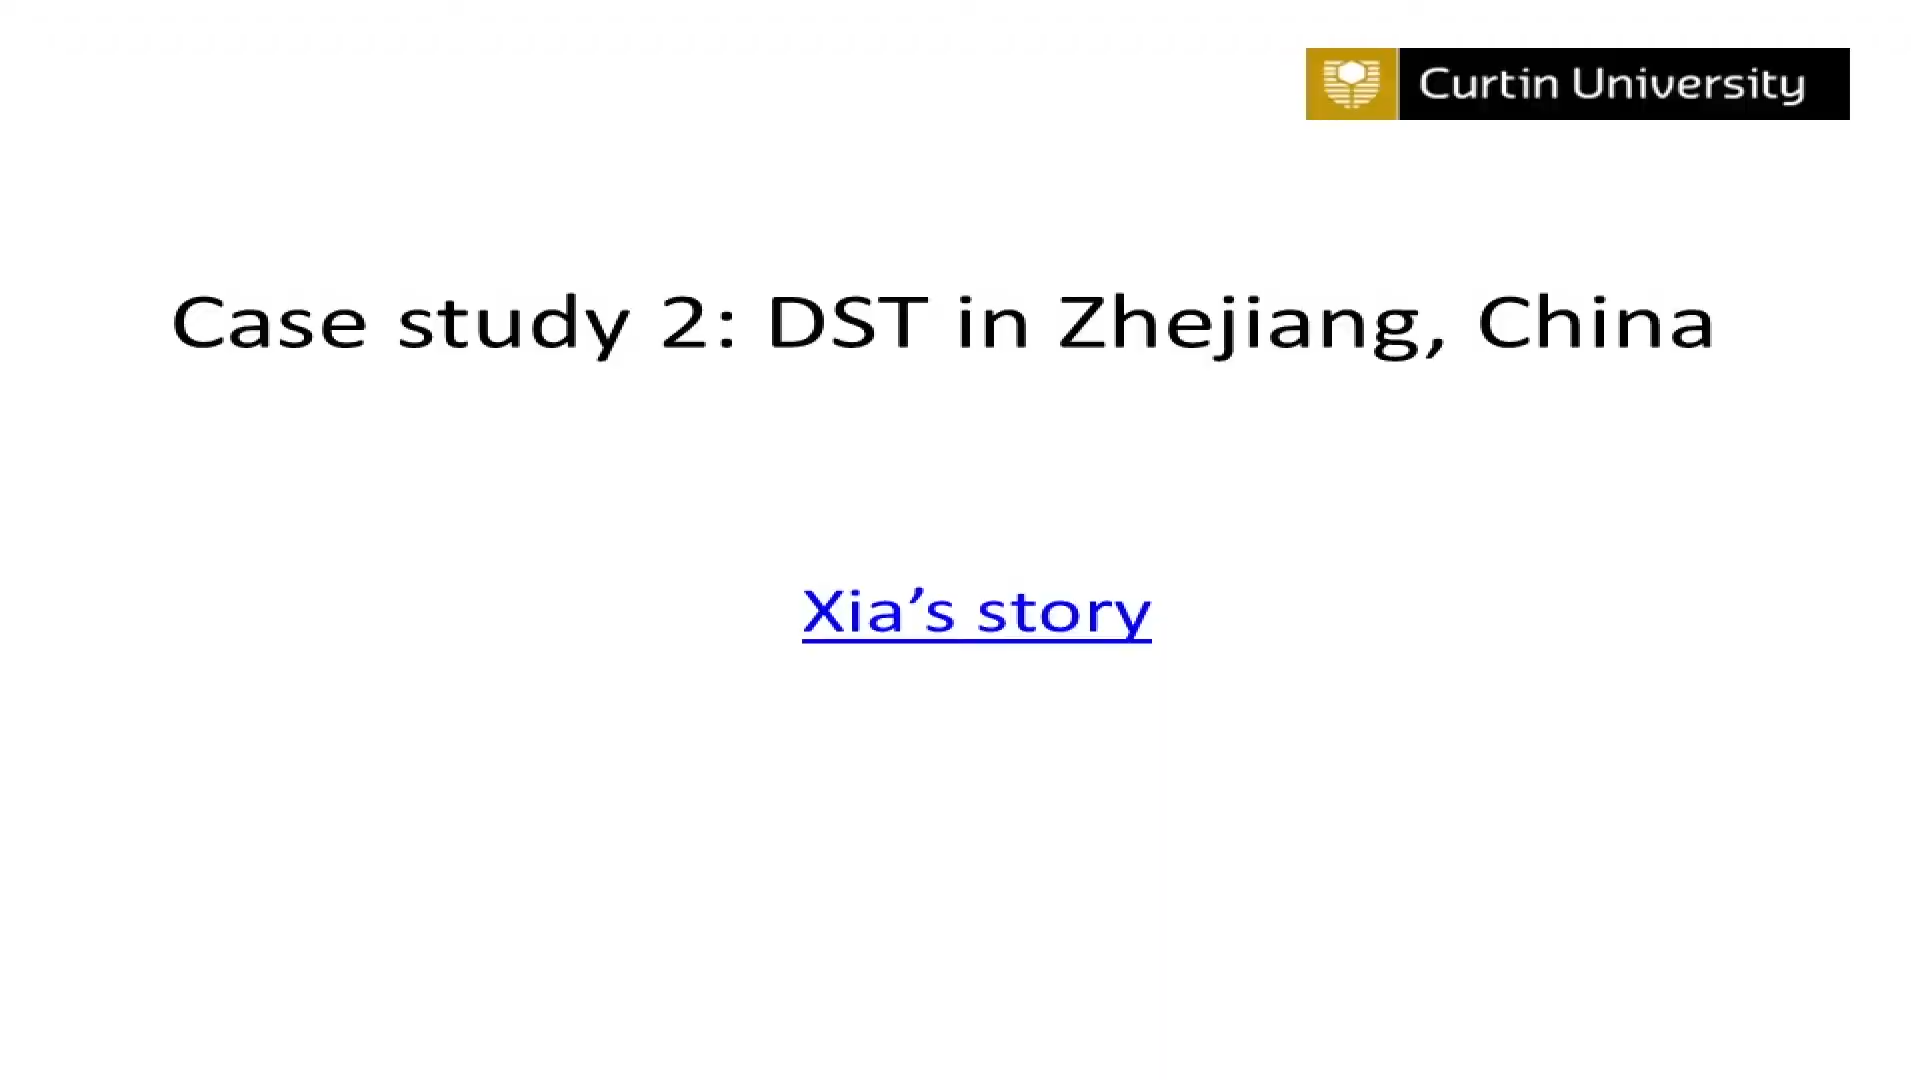 Curtin University
Case study 2: DST in Zhejiang, China
Xia’s story